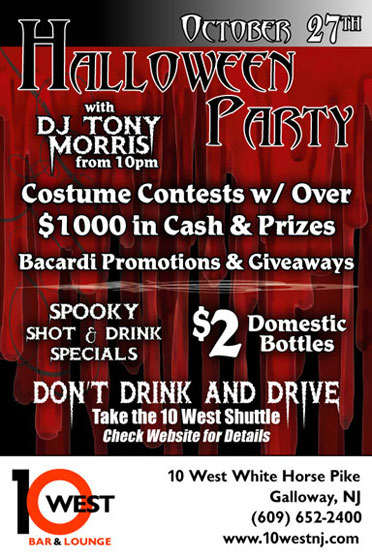 October 27th
Halloween
Party
with
DJ Tony
Morris
from 10pm
Costume Contests w/ Over
$1000 in Cash & Prizes
Bacardi Promotions & Giveaways
Spooky
Shot & Drink
Specials
$2 Domestic
Bottles
Don't Drink and Drive
Take the 10 West Shuttle
Check Website for Details
10 WEST
BAR & LOUNGE
10 West White Horse Pike
Galloway, NJ
(609) 652-2400
www.10westnj.com